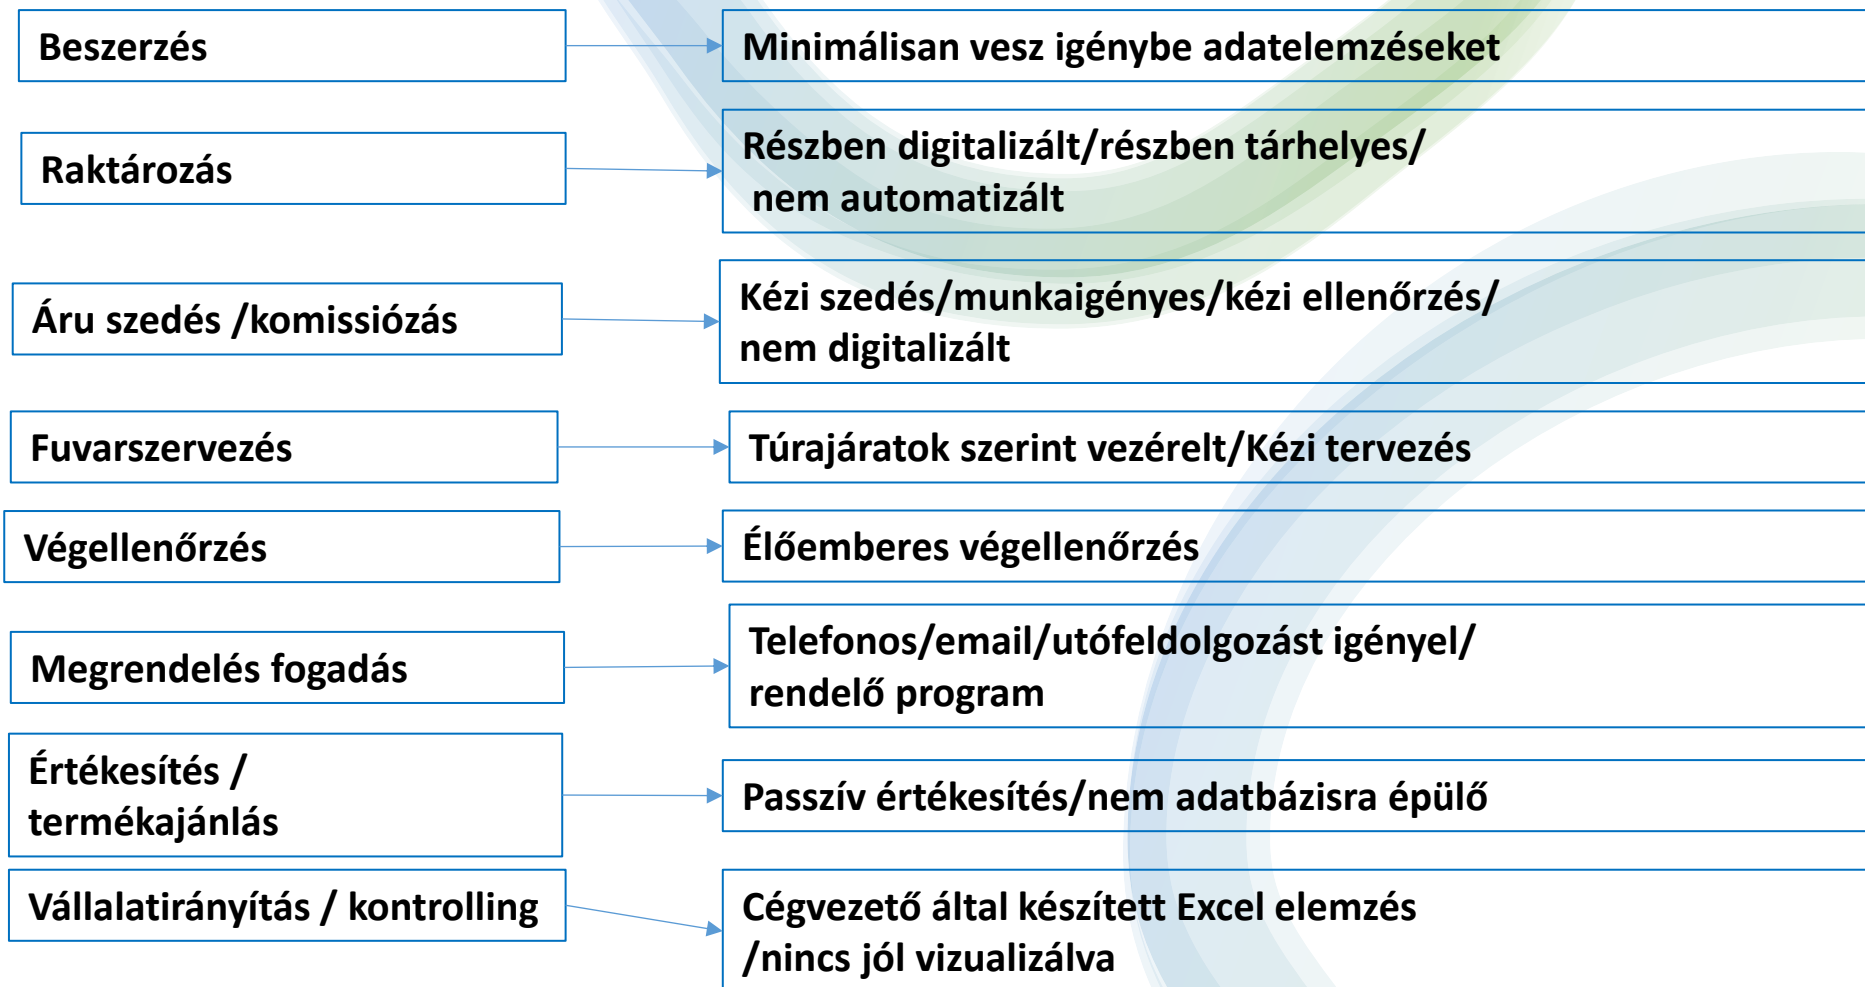 Beszerzés
Minimálisan vesz igénybe adatelemzéseket
Raktározás
Részben digitalizált/részben tárhelyes/
nem automatizált
Áru szedés /komissiózás
Kézi szedés/munkaigényes/kézi ellenőrzés/
nem digitalizált
Fuvarszervezés
Túrajáratok szerint vezérelt/Kézi tervezés
Végellenőrzés
Élőemberes végellenőrzés
Megrendelés fogadás
Telefonos/email/utófeldolgozást igényel/
rendelő program
Értékesítés /
termékajánlás
Passzív értékesítés/nem adatbázisra épülő
Vállalatirányítás / kontrolling
Cégvezető által készített Excel elemzés
/nincs jól vizualizálva